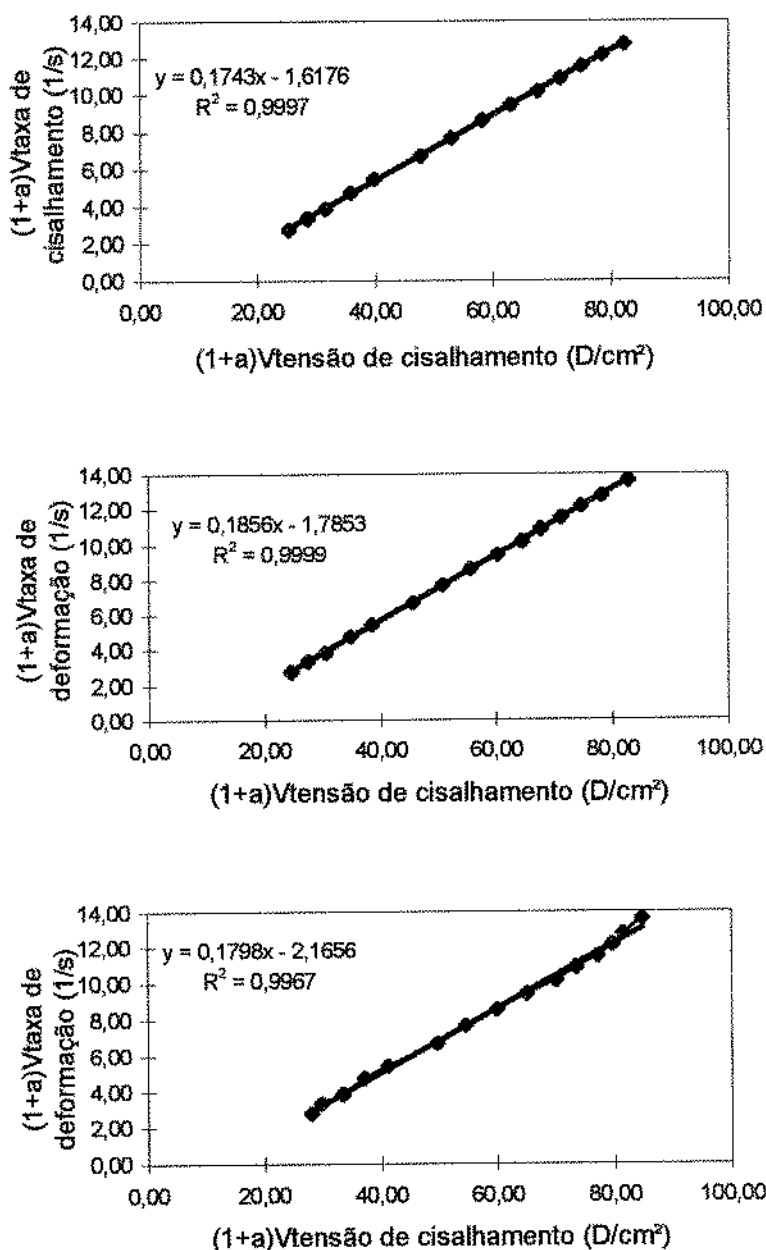 14,00
12,00
10,00
8,00
6,00
4,00
2,00
0,00
(1+a)Vtaxa de
cisalhamento (1/s)
y = 0,1743x - 1,6176
R² = 0,9997
0,00 20,00 40,00 60,00 80,00 100,00
(1+a)Vtensão de cisalhamento (D/cm²)
14,00
12,00
10,00
8,00
6,00
4,00
2,00
0,00
(1+a)Vtaxa de
deformação (1/s)
y = 0,1856x - 1,7853
R² = 0,9999
0,00 20,00 40,00 60,00 80,00 100,00
(1+a)Vtensão de cisalhamento (D/cm²)
14,00
12,00
10,00
8,00
6,00
4,00
2,00
0,00
(1+a)Vtaxa de
deformação (1/s)
y = 0,1798x - 2,1656
R² = 0,9967
0,00 20,00 40,00 60,00 80,00 100,00
(1+a)Vtensão de cisalhamento (D/cm²)